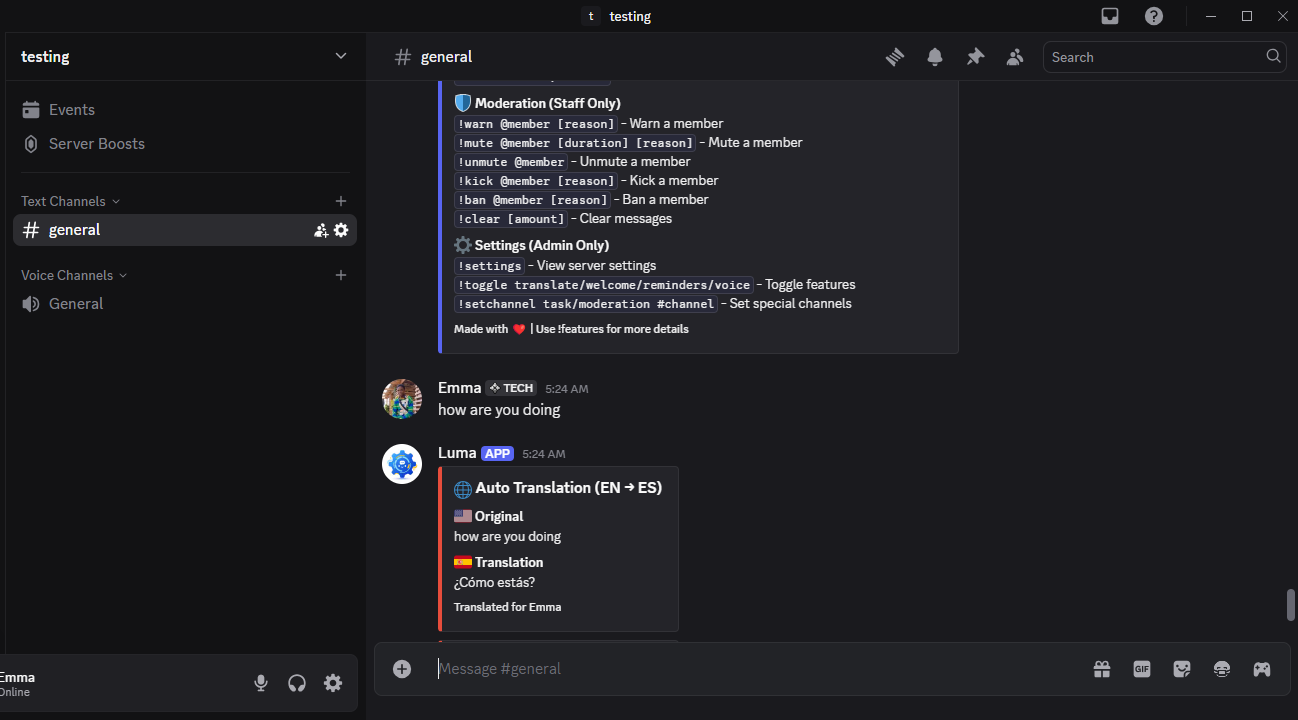 t testing
testing
Events
Server Boosts
Text Channels
general
Voice Channels
General
Emma
Online
# general
Search
Moderation (Staff Only)
!warn @member [reason] - Warn a member
!mute @member [duration] [reason] - Mute a member
!unmute @member - Unmute a member
!kick @member [reason] - Kick a member
!ban @member [reason] - Ban a member
!clear [amount] - Clear messages
Settings (Admin Only)
!settings - View server settings
!toggle translate/welcome/reminders/voice - Toggle features
!setchannel task/moderation #channel - Set special channels
Made with ❤️ | Use !features for more details
Emma TECH 5:24 AM
how are you doing
Luma APP 5:24 AM
Auto Translation (EN → ES)
Original
how are you doing
Translation
¿Cómo estás?
Translated for Emma
Message #general
GIF